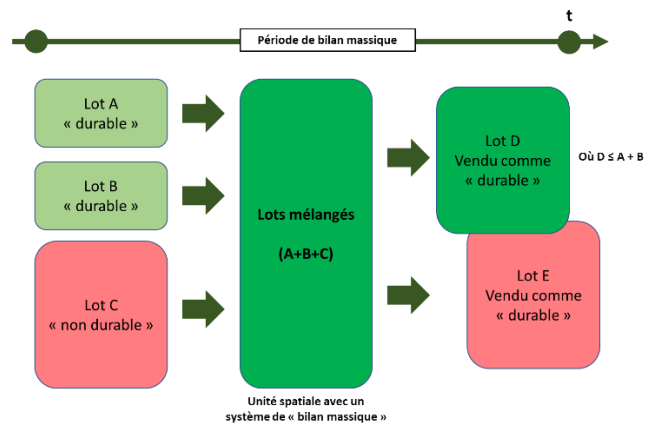 t
Période de bilan massique
Lot A
« durable »
Lot B
« durable »
Lot C
« non durable »
Lots mélangés
(A+B+C)
Unité spatiale avec un
système de « bilan massique »
Lot D
Vendu comme
« durable »
Où D ≤ A + B
Lot E
Vendu comme
« durable »